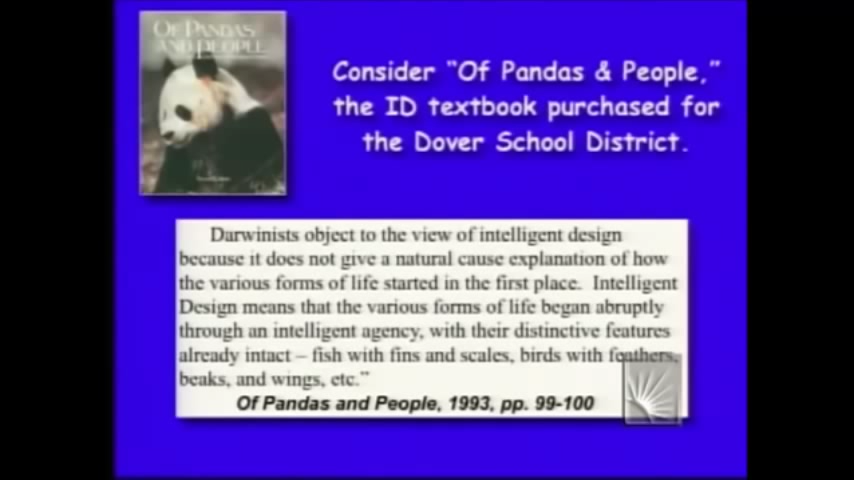 OF PANDAS
AND PEOPLE
Consider “Of Pandas & People,”
the ID textbook purchased for
the Dover School District.
Darwinists object to the view of intelligent design
because it does not give a natural cause explanation of how
the various forms of life started in the first place. Intelligent
Design means that the various forms of life began abruptly
through an intelligent agency, with their distinctive features
already intact – fish with fins and scales, birds with feathers,
beaks, and wings, etc.”
Of Pandas and People, 1993, pp. 99-100